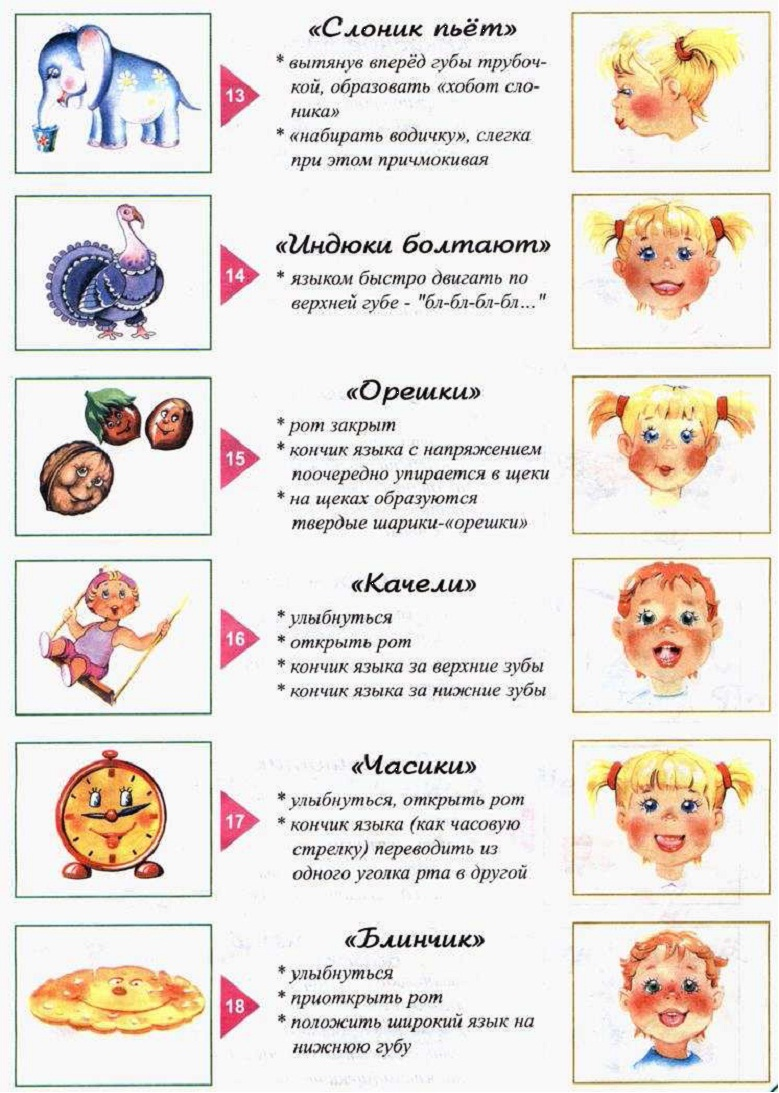 «Слоник пьёт»
* вытянув вперёд губы трубоч-
кой, образовать «хобот сло-
ника»
* «набирать водичку», слегка
при этом причмокивая
13
«Индюки болтают»
* языком быстро двигать по
верхней губе - "бл-бл-бл-бл..."
14
«Орешки»
* рот закрыт
* кончик языка с напряжением
поочередно упирается в щеки
* на щеках образуются
твердые шарики-«орешки»
15
«Качели»
* улыбнуться
* открыть рот
* кончик языка за верхние зубы
* кончик языка за нижние зубы
16
«Часики»
* улыбнуться, открыть рот
* кончик языка (как часовую
стрелку) переводить из
одного уголка рта в другой
17
«Блинчик»
* улыбнуться
* приоткрыть рот
* положить широкий язык на
нижнюю губу
18